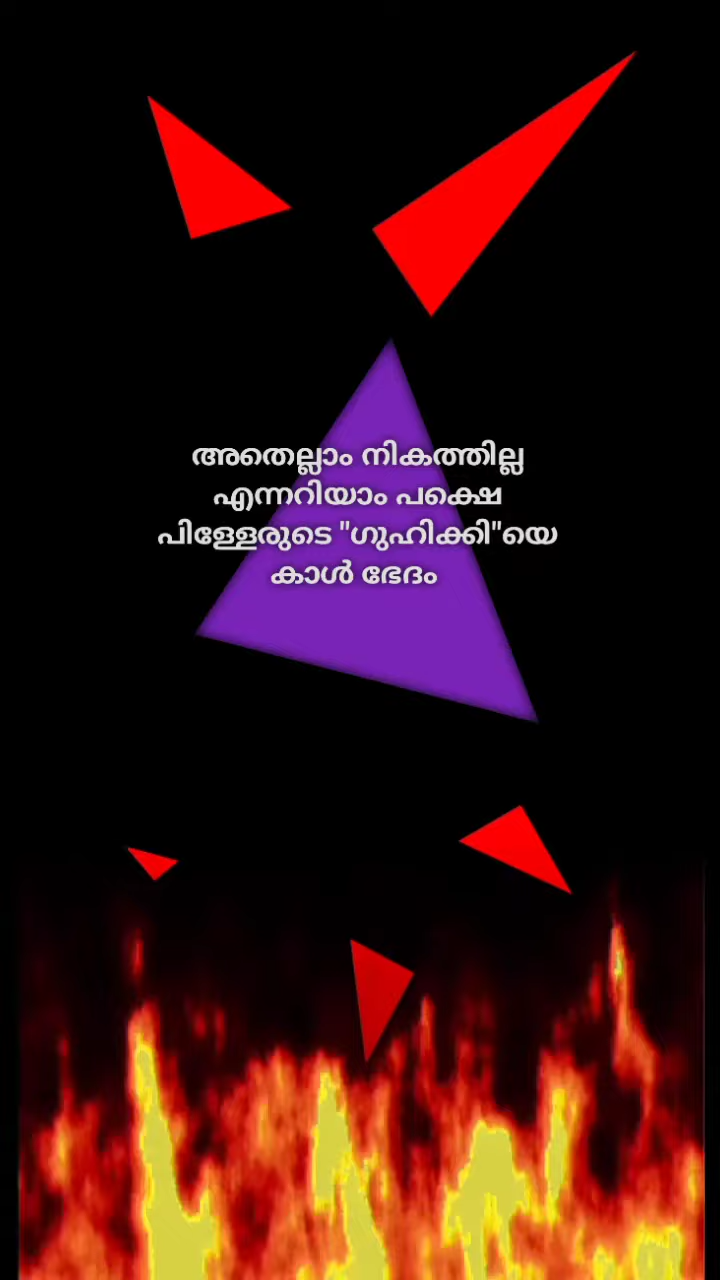 അതെല്ലാം നികത്തില്ല
എന്നറിയാം പക്ഷെ
പിള്ളേരുടെ "ഗുഹിക്കി"യെ
കാൾ ഭേദം